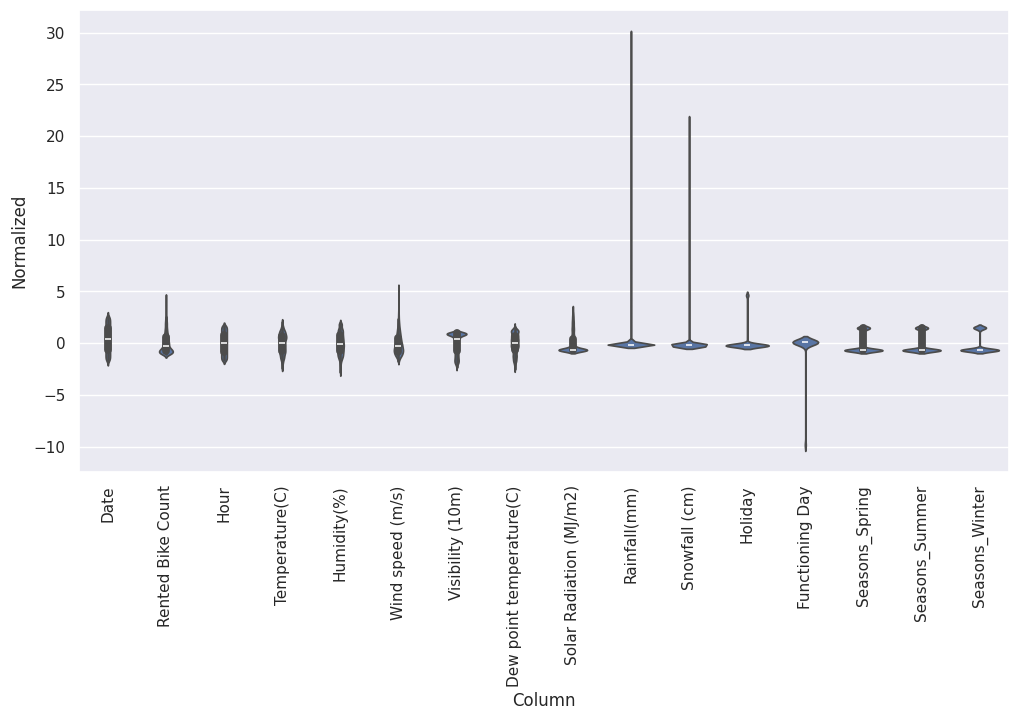 30
25
20
15
10
5
0
−5
−10
Normalized
Date
Rented Bike Count
Hour
Temperature(C)
Humidity(%)
Wind speed (m/s)
Visibility (10m)
Dew point temperature(C)
Solar Radiation (MJ/m2)
Rainfall(mm)
Snowfall (cm)
Holiday
Functioning Day
Seasons_Spring
Seasons_Summer
Seasons_Winter
Column